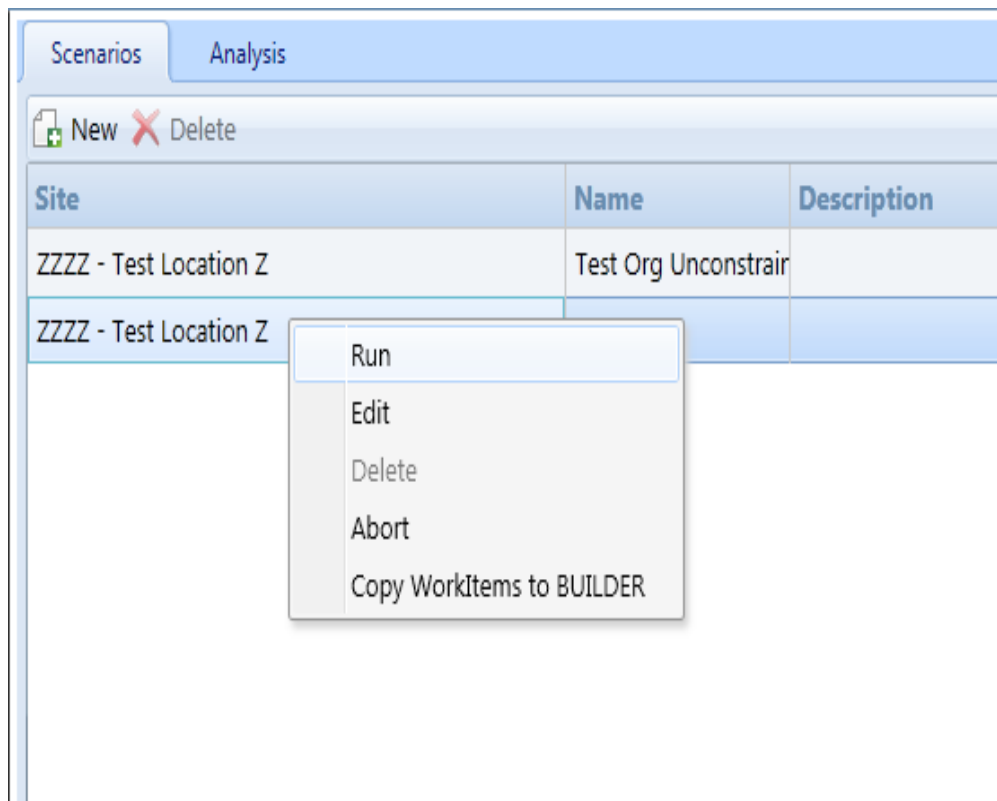 Scenarios Analysis
New Delete
Site Name Description
ZZZZ - Test Location Z Test Org Unconstrair
ZZZZ - Test Location Z
Run
Edit
Delete
Abort
Copy WorkItems to BUILDER